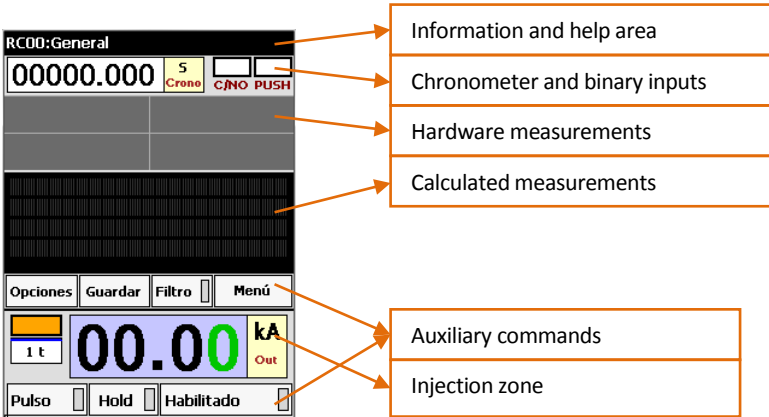 RC00:General
Information and help area
00000.000 S Crono C/NO PUSH
Chronometer and binary inputs
Hardware measurements
Calculated measurements
Opciones Guardar Filtro Menú
1 t 00.00 kA Out
Auxiliary commands
Injection zone
Pulso Hold Habilitado